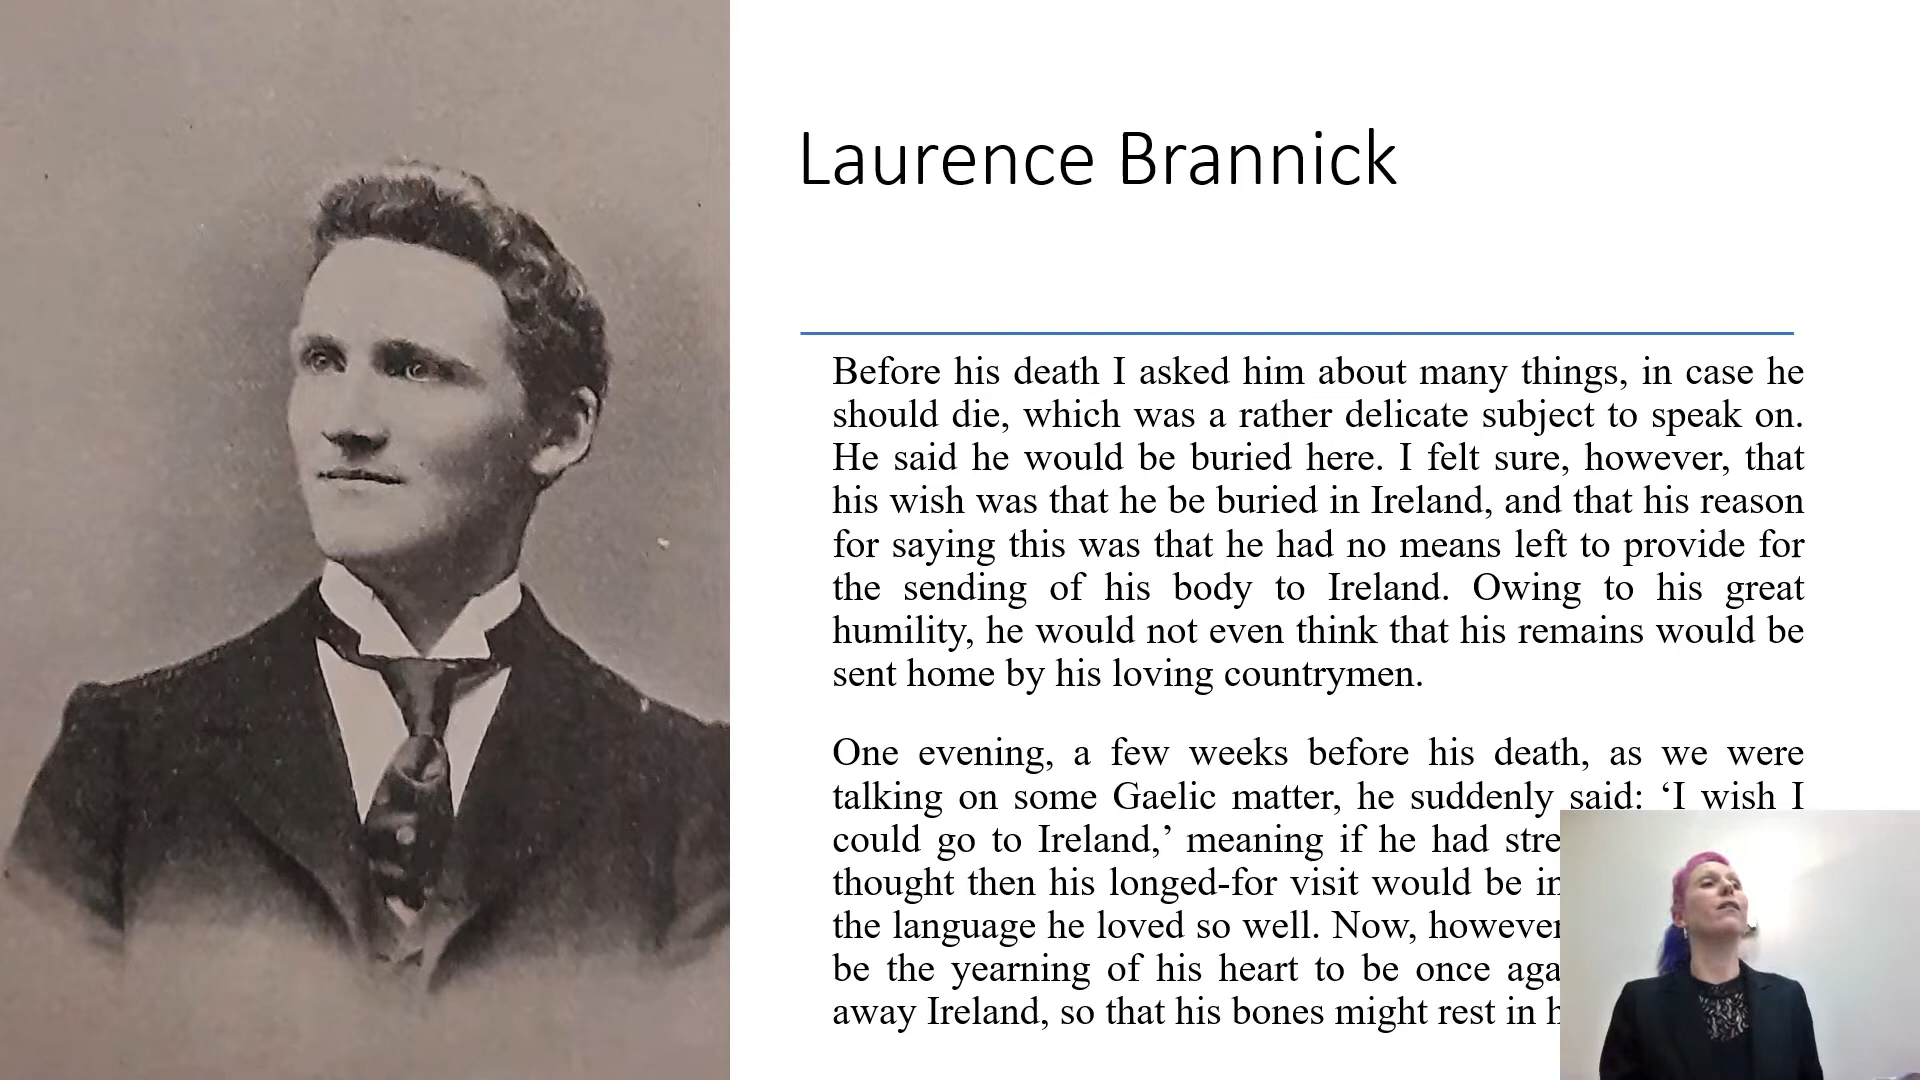 Laurence Brannick
Before his death I asked him about many things, in case he
should die, which was a rather delicate subject to speak on.
He said he would be buried here. I felt sure, however, that
his wish was that he be buried in Ireland, and that his reason
for saying this was that he had no means left to provide for
the sending of his body to Ireland. Owing to his great
humility, he would not even think that his remains would be
sent home by his loving countrymen.
One evening, a few weeks before his death, as we were
talking on some Gaelic matter, he suddenly said: ‘I wish I
could go to Ireland,’ meaning if he had
thought then his longed-for visit would be
the language he loved so well. Now,
be the yearning of his heart to be once
away Ireland, so that his bones might rest in